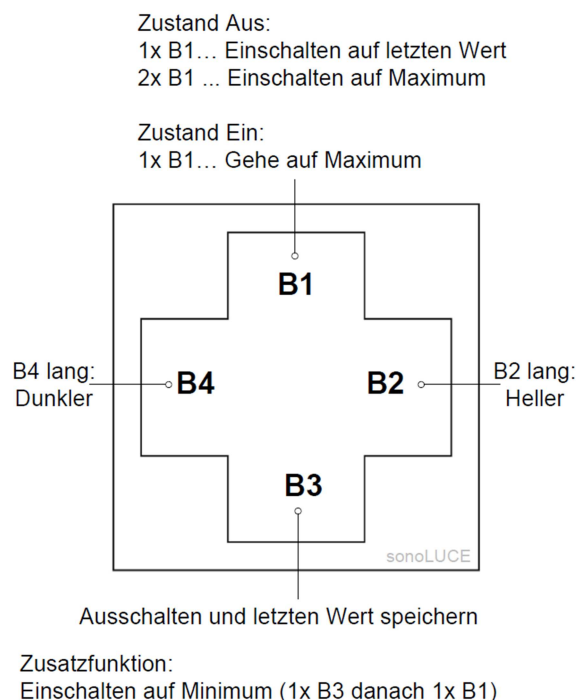 Zustand Aus:
1x B1… Einschalten auf letzten Wert
2x B1 ... Einschalten auf Maximum
Zustand Ein:
1x B1… Gehe auf Maximum
B1
B4 lang:
Dunkler
B4
B2
B2 lang:
Heller
B3
sonoLUCE
Ausschalten und letzten Wert speichern
Zusatzfunktion:
Einschalten auf Minimum (1x B3 danach 1x B1)